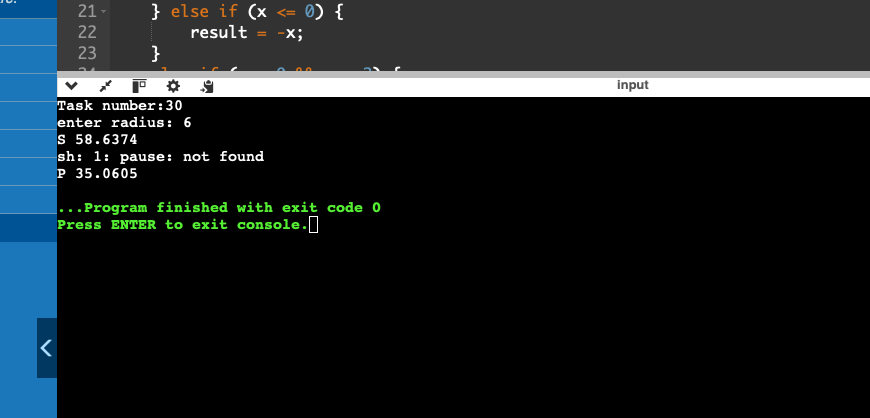 21
} else if (x <= 0) {
22
result = -x;
23
}
input
Task number:30
enter radius: 6
S 58.6374
sh: 1: pause: not found
P 35.0605
...Program finished with exit code 0
Press ENTER to exit console.